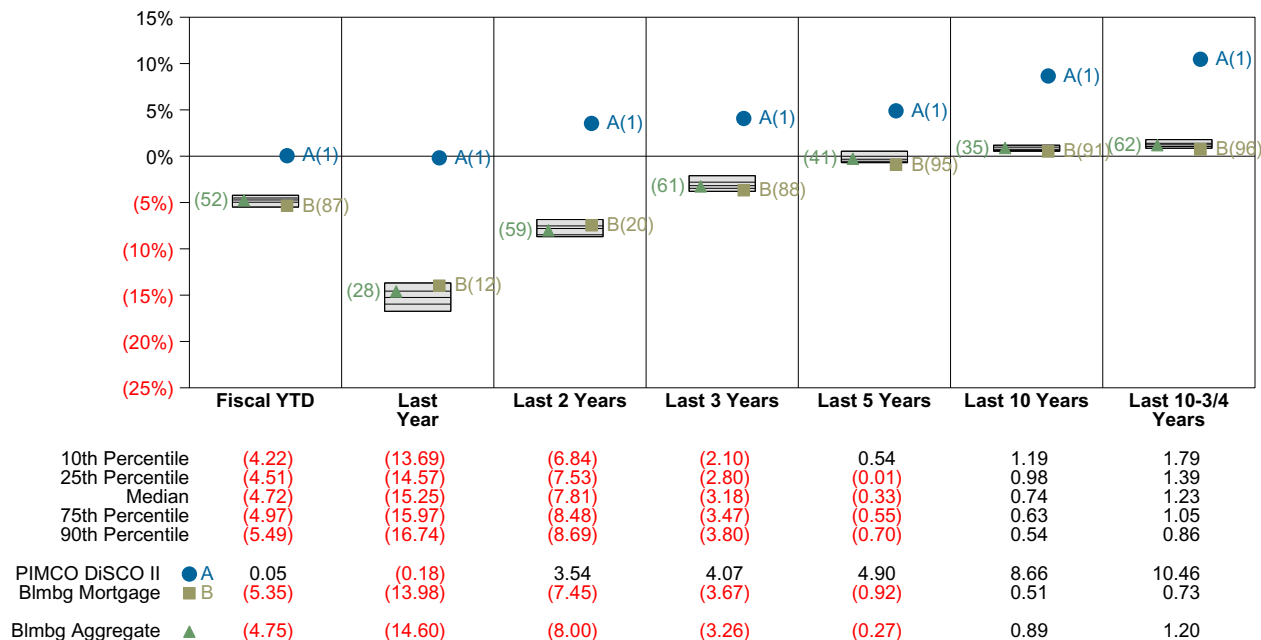 15%
10%
5%
0%
(5%)
(10%)
(15%)
(20%)
(25%)
(52)
A(1)
B(87)
(28)
A(1)
B(12)
(59)
A(1)
B(20)
(61)
A(1)
B(88)
(41)
A(1)
B(95)
(35)
A(1)
B(91)
(62)
A(1)
B(96)
Fiscal YTD Last Year Last 2 Years Last 3 Years Last 5 Years Last 10 Years Last 10-3/4 Years
10th Percentile (4.22) (13.69) (6.84) (2.10) 0.54 1.19 1.79
25th Percentile (4.51) (14.57) (7.53) (2.80) (0.01) 0.98 1.39
Median (4.72) (15.25) (7.81) (3.18) (0.33) 0.74 1.23
75th Percentile (4.97) (15.97) (8.48) (3.47) (0.55) 0.63 1.05
90th Percentile (5.49) (16.74) (8.69) (3.80) (0.70) 0.54 0.86
PIMCO DiSCO II A 0.05 (0.18) 3.54 4.07 4.90 8.66 10.46
Blmbg Mortgage B (5.35) (13.98) (7.45) (3.67) (0.92) 0.51 0.73
Blmbg Aggregate (4.75) (14.60) (8.00) (3.26) (0.27) 0.89 1.20